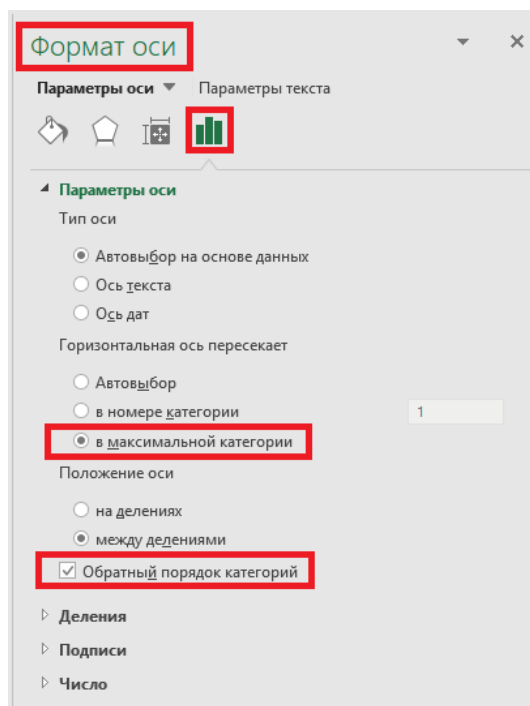 Формат оси
Параметры оси Параметры текста
Параметры оси
Тип оси
Автовыбор на основе данных
Ось текста
Ось дат
Горизонтальная ось пересекает
Автовыбор
в номере категории 1
в максимальной категории
Положение оси
на делениях
между делениями
Обратный порядок категорий
Деления
Подписи
Число